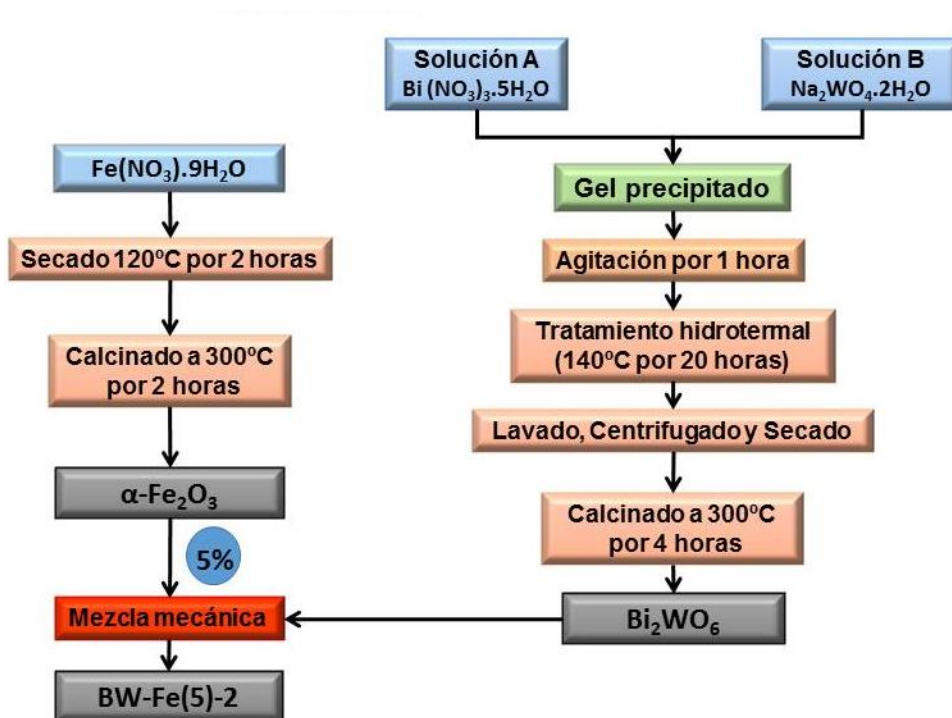 Solución A
Bi (NO₃)₃.5H₂O
Solución B
Na₂WO₄.2H₂O
Gel precipitado
Agitación por 1 hora
Tratamiento hidrotermal
(140ºC por 20 horas)
Lavado, Centrifugado y Secado
Calcinado a 300ºC
por 4 horas
Bi₂WO₆
Fe(NO₃).9H₂O
Secado 120ºC por 2 horas
Calcinado a 300ºC
por 2 horas
α-Fe₂O₃
5%
Mezcla mecánica
BW-Fe(5)-2